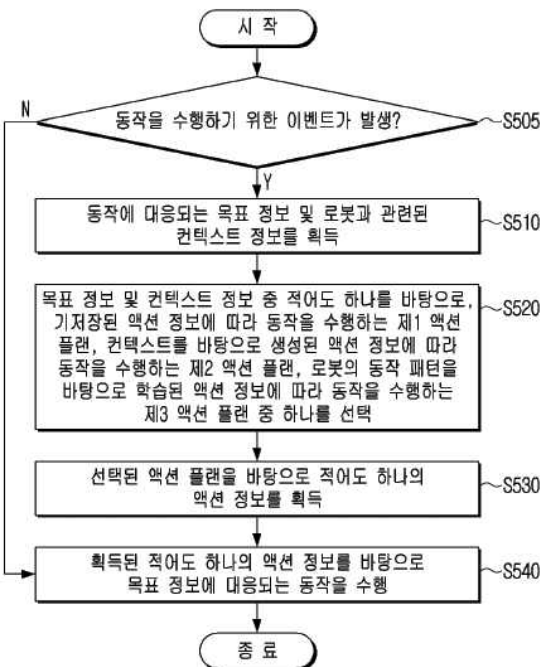 시 작
동작을 수행하기 위한 이벤트가 발생?
S505
N
Y
동작에 대응되는 목표 정보 및 로봇과 관련된
컨텍스트 정보를 획득
S510
목표 정보 및 컨텍스트 정보 중 적어도 하나를 바탕으로,
기저장된 액션 정보에 따라 동작을 수행하는 제1 액션
플랜, 컨텍스트를 바탕으로 생성된 액션 정보에 따라
동작을 수행하는 제2 액션 플랜, 로봇의 동작 패턴을
바탕으로 학습된 액션 정보에 따라 동작을 수행하는
제3 액션 플랜 중 하나를 선택
S520
선택된 액션 플랜을 바탕으로 적어도 하나의
액션 정보를 획득
S530
획득된 적어도 하나의 액션 정보를 바탕으로
목표 정보에 대응되는 동작을 수행
S540
종 료